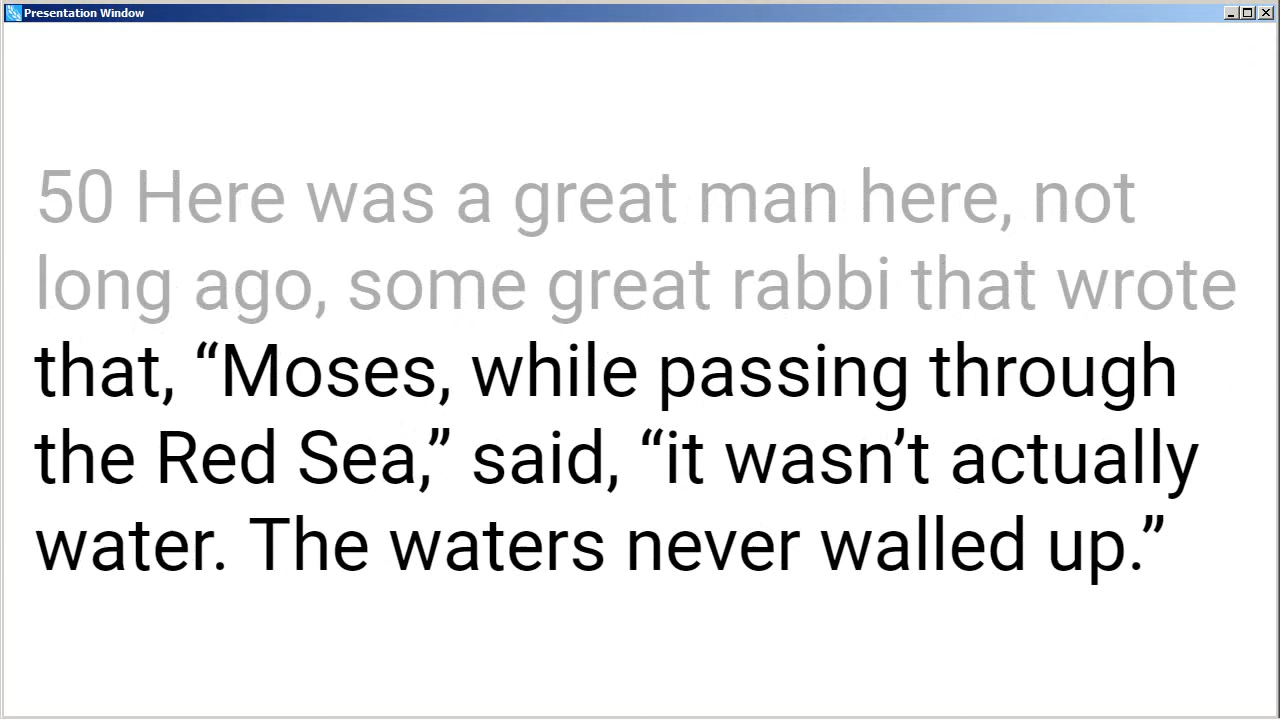 Presentation Window
50 Here was a great man here, not
long ago, some great rabbi that wrote
that, “Moses, while passing through
the Red Sea,” said, “it wasn’t actually
water. The waters never walled up.”